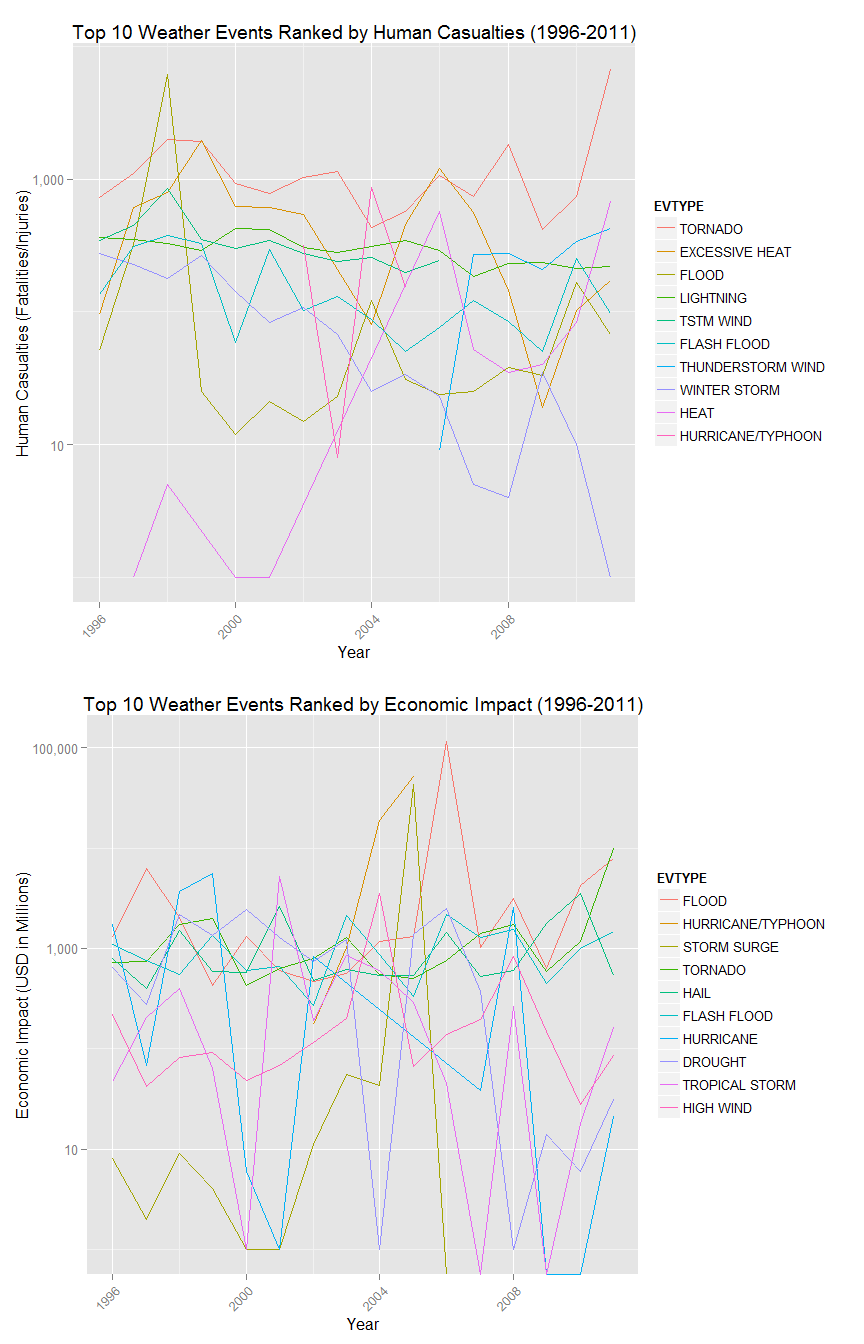 Top 10 Weather Events Ranked by Human Casualties (1996-2011)
Human Casualties (Fatalities/Injuries)
1,000
10
1996
2000
2004
2008
Year
EVTYPE
TORNADO
EXCESSIVE HEAT
FLOOD
LIGHTNING
TSTM WIND
FLASH FLOOD
THUNDERSTORM WIND
WINTER STORM
HEAT
HURRICANE/TYPHOON
Top 10 Weather Events Ranked by Economic Impact (1996-2011)
Economic Impact (USD in Millions)
100,000
1,000
10
1996
2000
2004
2008
Year
EVTYPE
FLOOD
HURRICANE/TYPHOON
STORM SURGE
TORNADO
HAIL
FLASH FLOOD
HURRICANE
DROUGHT
TROPICAL STORM
HIGH WIND